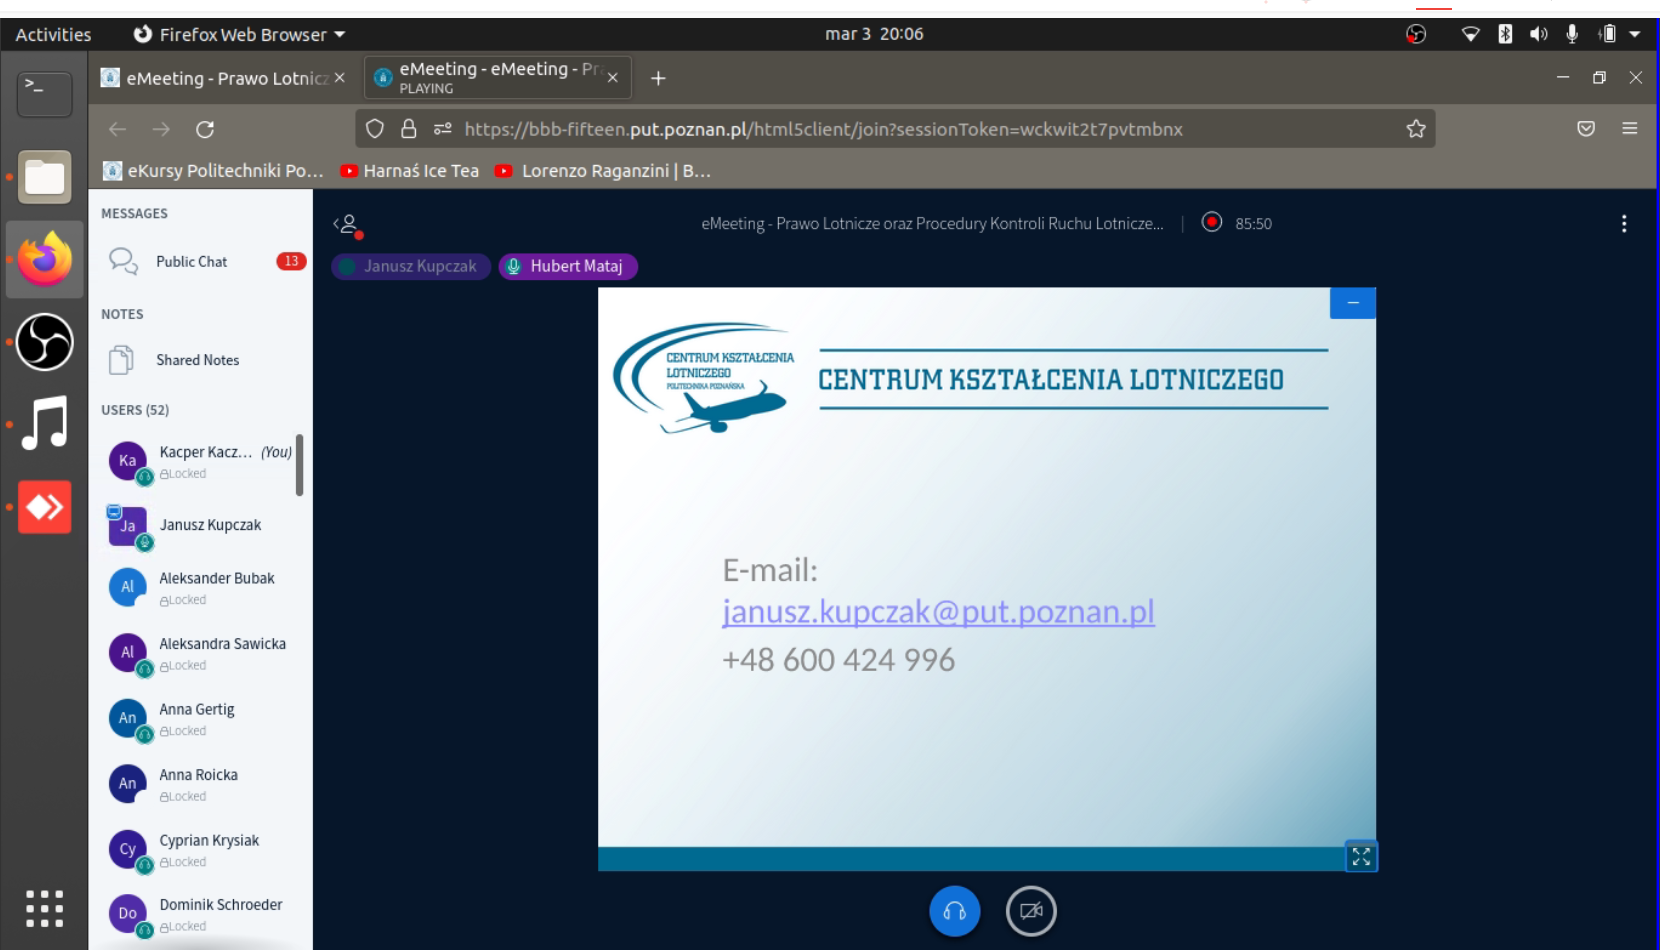 Activities
Firefox Web Browser
mar 3 20:06
eMeeting - Prawo Lotnicz
eMeeting - eMeeting - Pr
PLAYING
https://bbb-fifteen.put.poznan.pl/html5client/join?sessionToken=wckwit2t7pvtmbnx
eKursy Politechniki Po...
Harnaś Ice Tea
Lorenzo Raganzini | B...
MESSAGES
Public Chat
13
NOTES
Shared Notes
USERS (52)
Ka
Kacper Kacz... (You)
Locked
Ja
Janusz Kupczak
Al
Aleksander Bubak
Locked
Al
Aleksandra Sawicka
Locked
An
Anna Gertig
Locked
An
Anna Roicka
Locked
Cy
Cyprian Krysiak
Locked
Do
Dominik Schroeder
Locked
eMeeting - Prawo Lotnicze oraz Procedury Kontroli Ruchu Lotnicze...
85:50
Janusz Kupczak
Hubert Mataj
CENTRUM KSZTAŁCENIA
LOTNICZEGO
POLITECHNIKA POZNAŃSKA
CENTRUM KSZTAŁCENIA LOTNICZEGO
E-mail:
janusz.kupczak@put.poznan.pl
+48 600 424 996